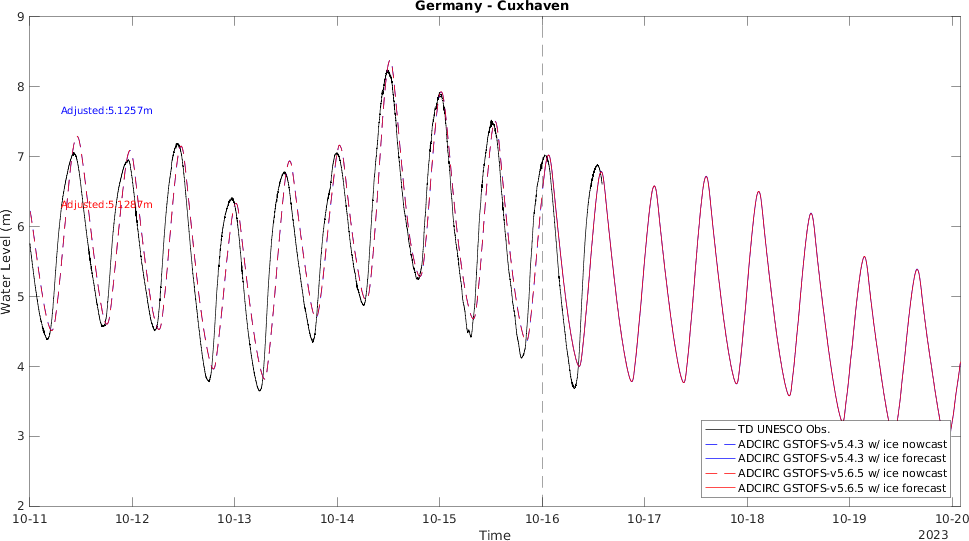 Germany - Cuxhaven
9
8
7
6
5
4
3
2
Water Level (m)
Adjusted:5.1257m
Adjusted:5.1287m
TD UNESCO Obs.
ADCIRC GSTOFS-v5.4.3 w/ ice nowcast
ADCIRC GSTOFS-v5.4.3 w/ ice forecast
ADCIRC GSTOFS-v5.6.5 w/ ice nowcast
ADCIRC GSTOFS-v5.6.5 w/ ice forecast
10-11 10-12 10-13 10-14 10-15 10-16 10-17 10-18 10-19 10-20
Time
2023